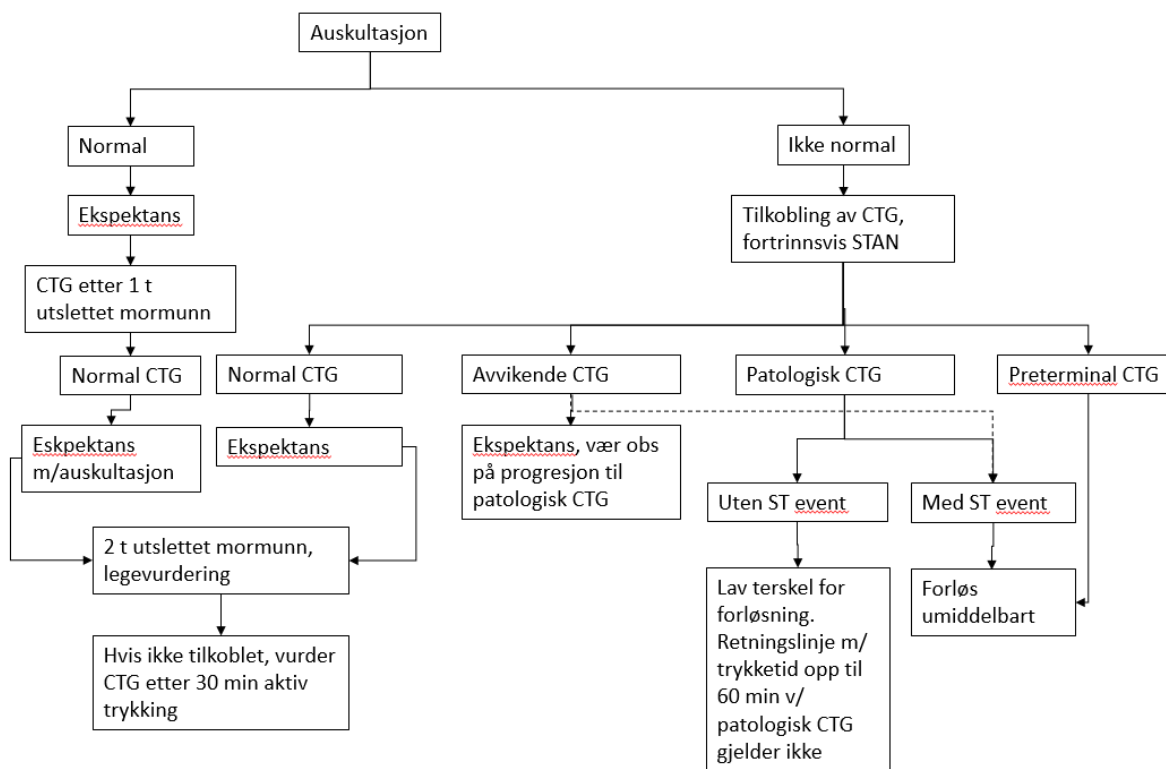 Auskultasjon
Normal
Ikke normal
Ekspektans
Tilkobling av CTG,
fortrinnsvis STAN
CTG etter 1 t
utslettet mormunn
Normal CTG
Normal CTG
Avvikende CTG
Patologisk CTG
Preterminal CTG
Eskpektans
m/auskultasjon
Ekspektans
Ekspektans, vær obs
på progresjon til
patologisk CTG
Uten ST event
Med ST event
2 t utslettet mormunn,
legevurdering
Lav terskel for
forløsning.
Retningslinje m/
trykketid opp til
60 min v/
patologisk CTG
gjelder ikke
Forløs
umiddelbart
Hvis ikke tilkoblet, vurder
CTG etter 30 min aktiv
trykking